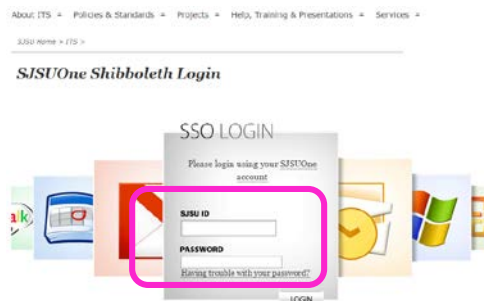 About ITS Policies & Standards Projects Help, Training & Presentations Services
SJSU Home > ITS >
SJSUOne Shibboleth Login
SSO LOGIN
Please login using your SJSUOne
account
alk
SJSU ID
PASSWORD
Having trouble with your password?
LOGIN